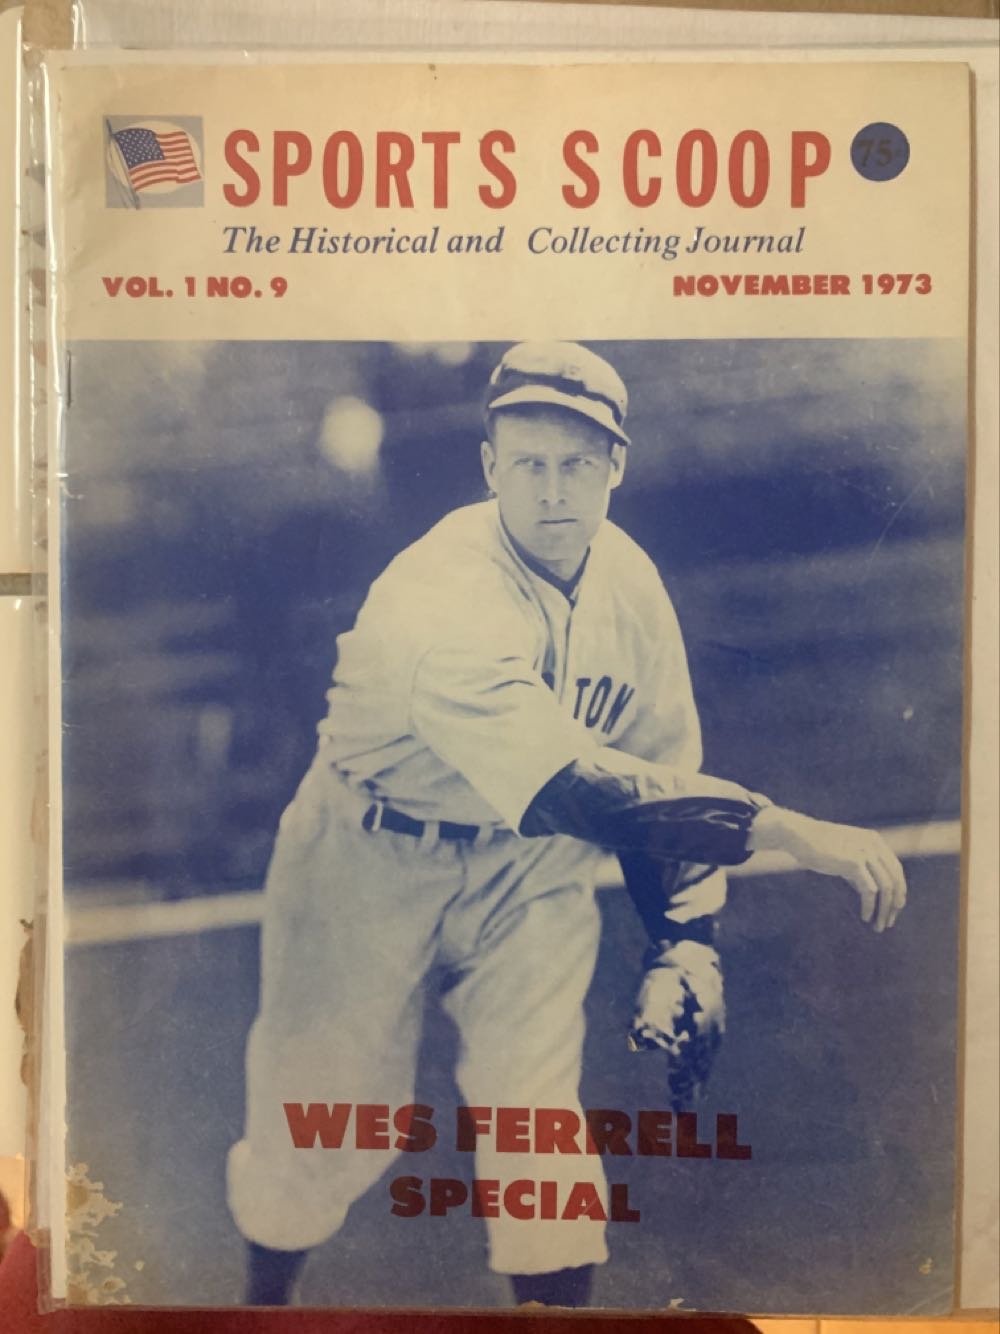 SPORTS SCOOP 75¢
The Historical and Collecting Journal
VOL. 1 NO. 9 NOVEMBER 1973
TON
WES FERRELL
SPECIAL